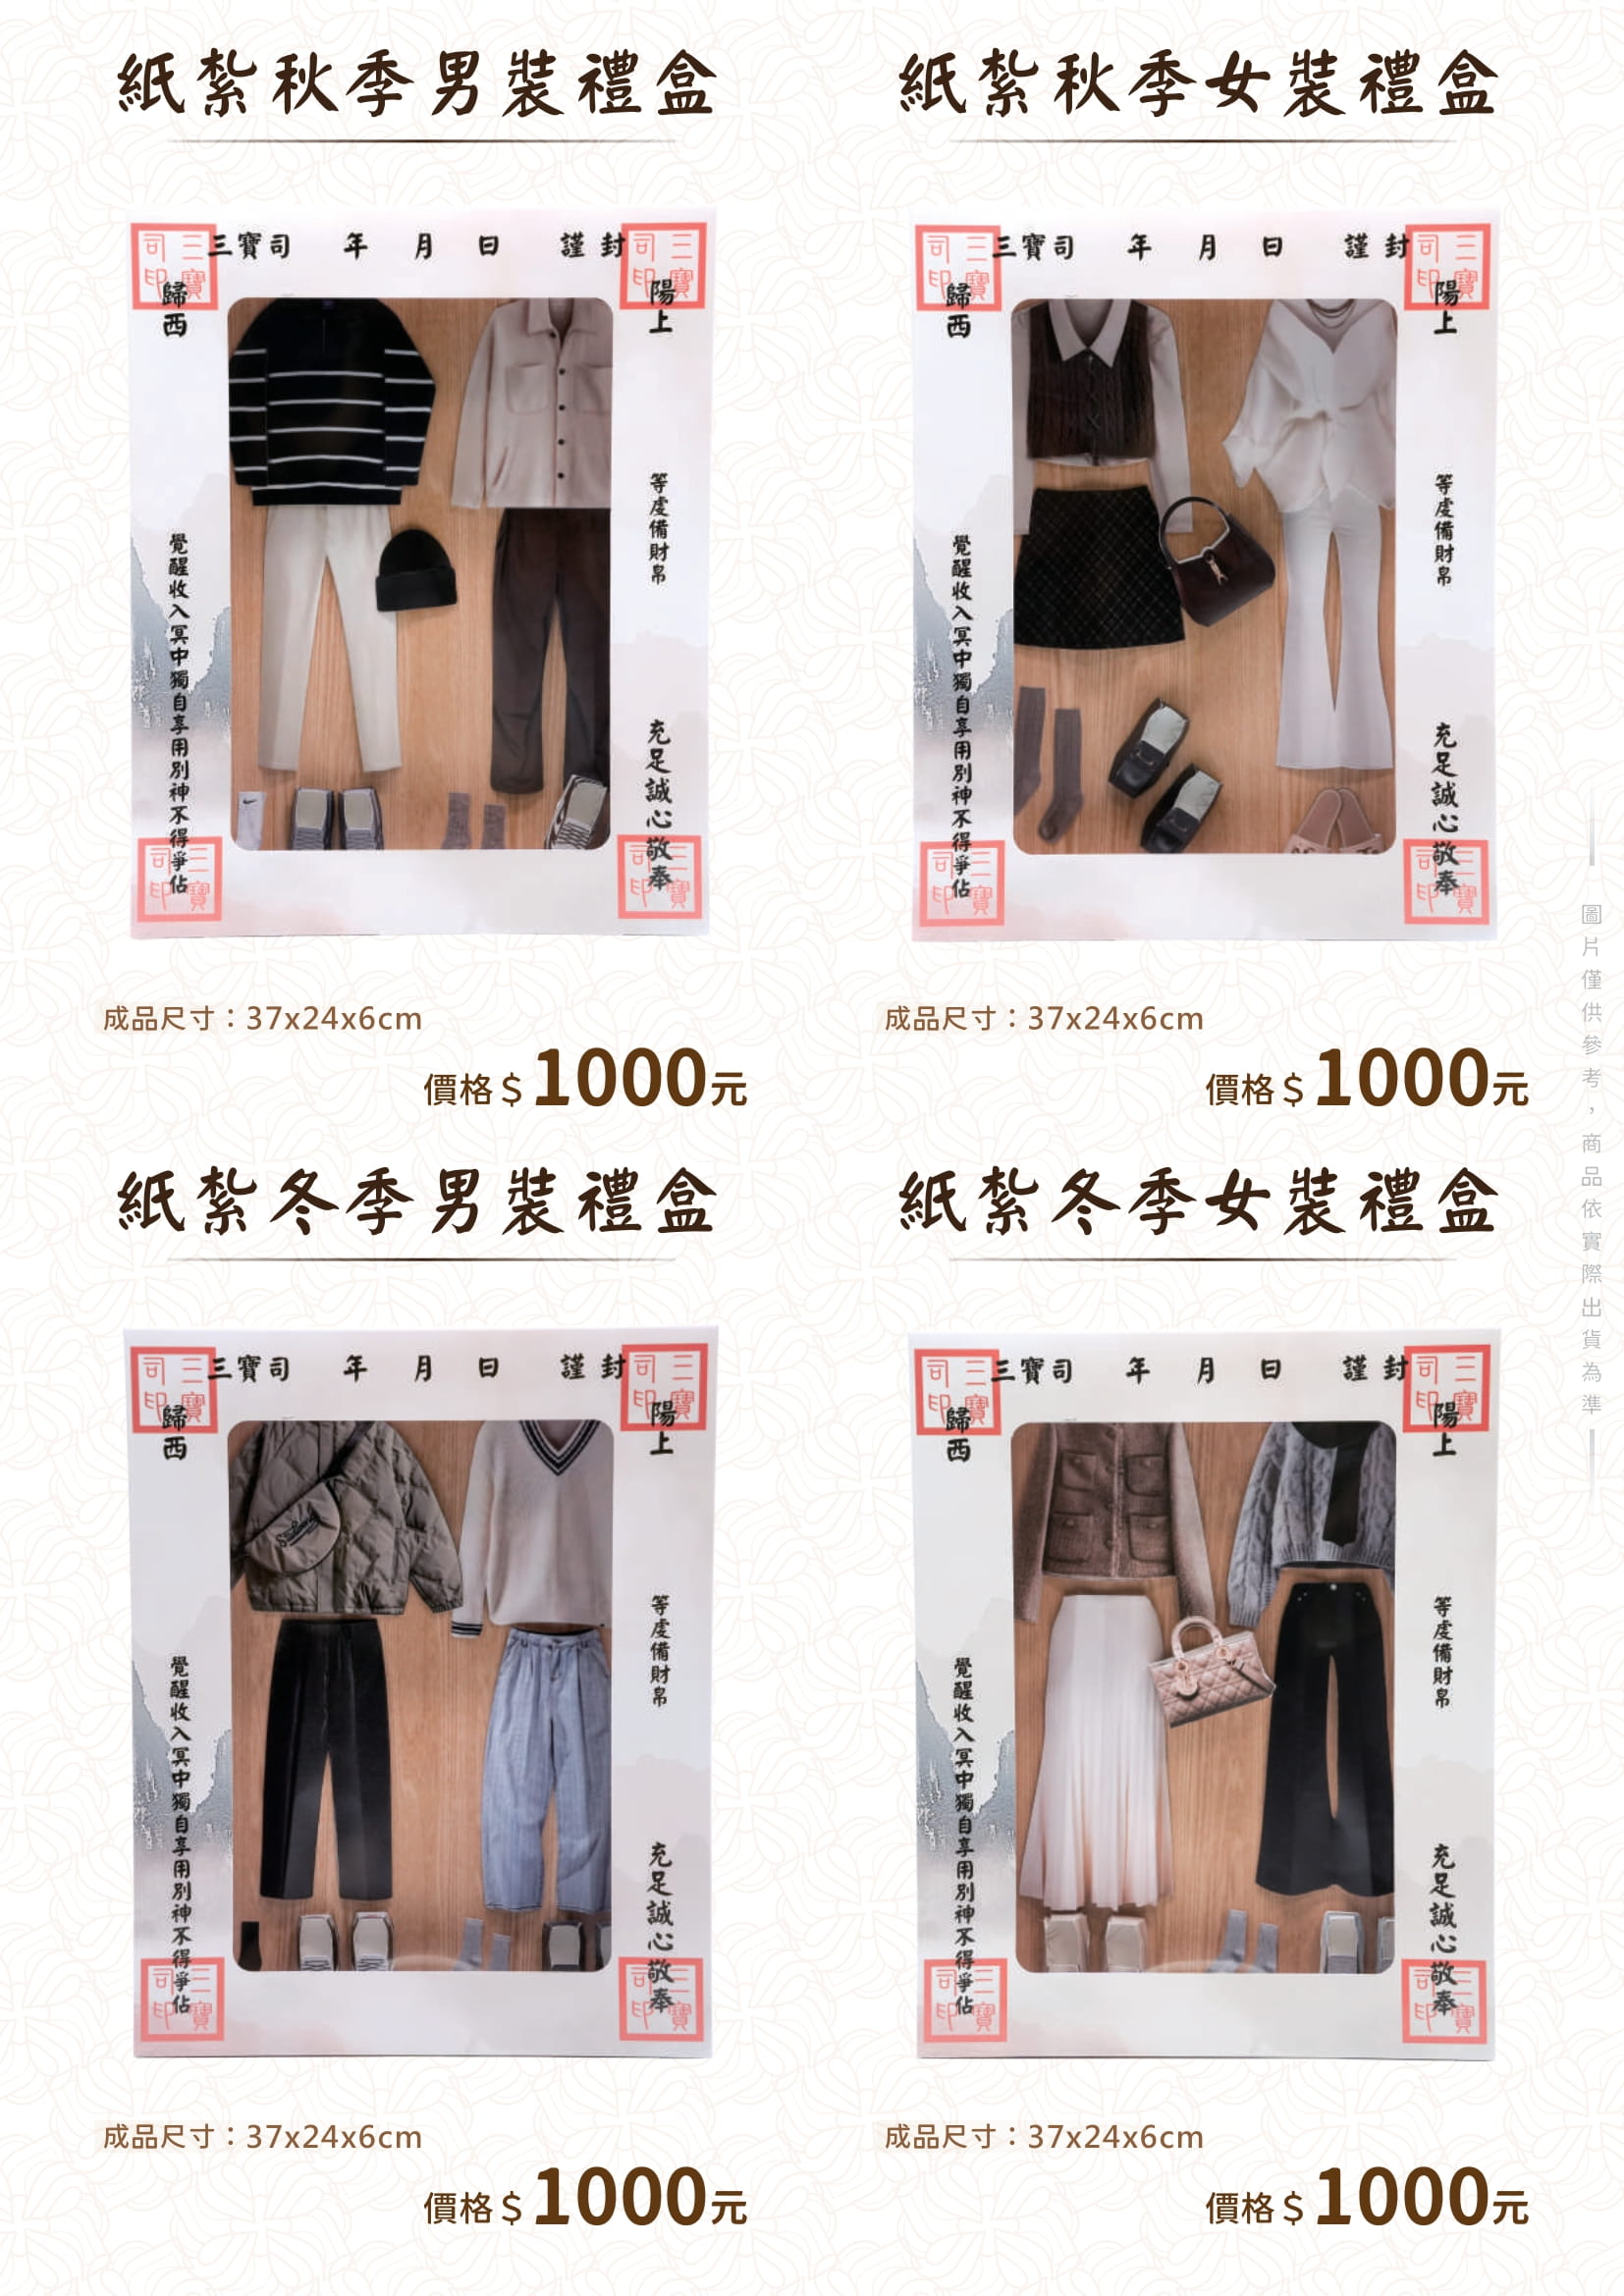 紙紮秋季男裝禮盒
三寶司 年 月 日 謹封
三寶司印
三寶司印
陽上
等虔備財帛
充足誠心敬奉
歸西
覺醒收入冥中獨自享用別神不得爭佔
三寶司印
三寶司印
成品尺寸：37x24x6cm
價格$1000元
紙紮秋季女裝禮盒
三寶司 年 月 日 謹封
三寶司印
三寶司印
陽上
等虔備財帛
充足誠心敬奉
歸西
覺醒收入冥中獨自享用別神不得爭佔
三寶司印
三寶司印
成品尺寸：37x24x6cm
價格$1000元
紙紮冬季男裝禮盒
三寶司 年 月 日 謹封
三寶司印
三寶司印
陽上
等虔備財帛
充足誠心敬奉
歸西
覺醒收入冥中獨自享用別神不得爭佔
三寶司印
三寶司印
成品尺寸：37x24x6cm
價格$1000元
紙紮冬季女裝禮盒
三寶司 年 月 日 謹封
三寶司印
三寶司印
陽上
等虔備財帛
充足誠心敬奉
歸西
覺醒收入冥中獨自享用別神不得爭佔
三寶司印
三寶司印
成品尺寸：37x24x6cm
價格$1000元
圖片僅供參考，商品依實際出貨為準